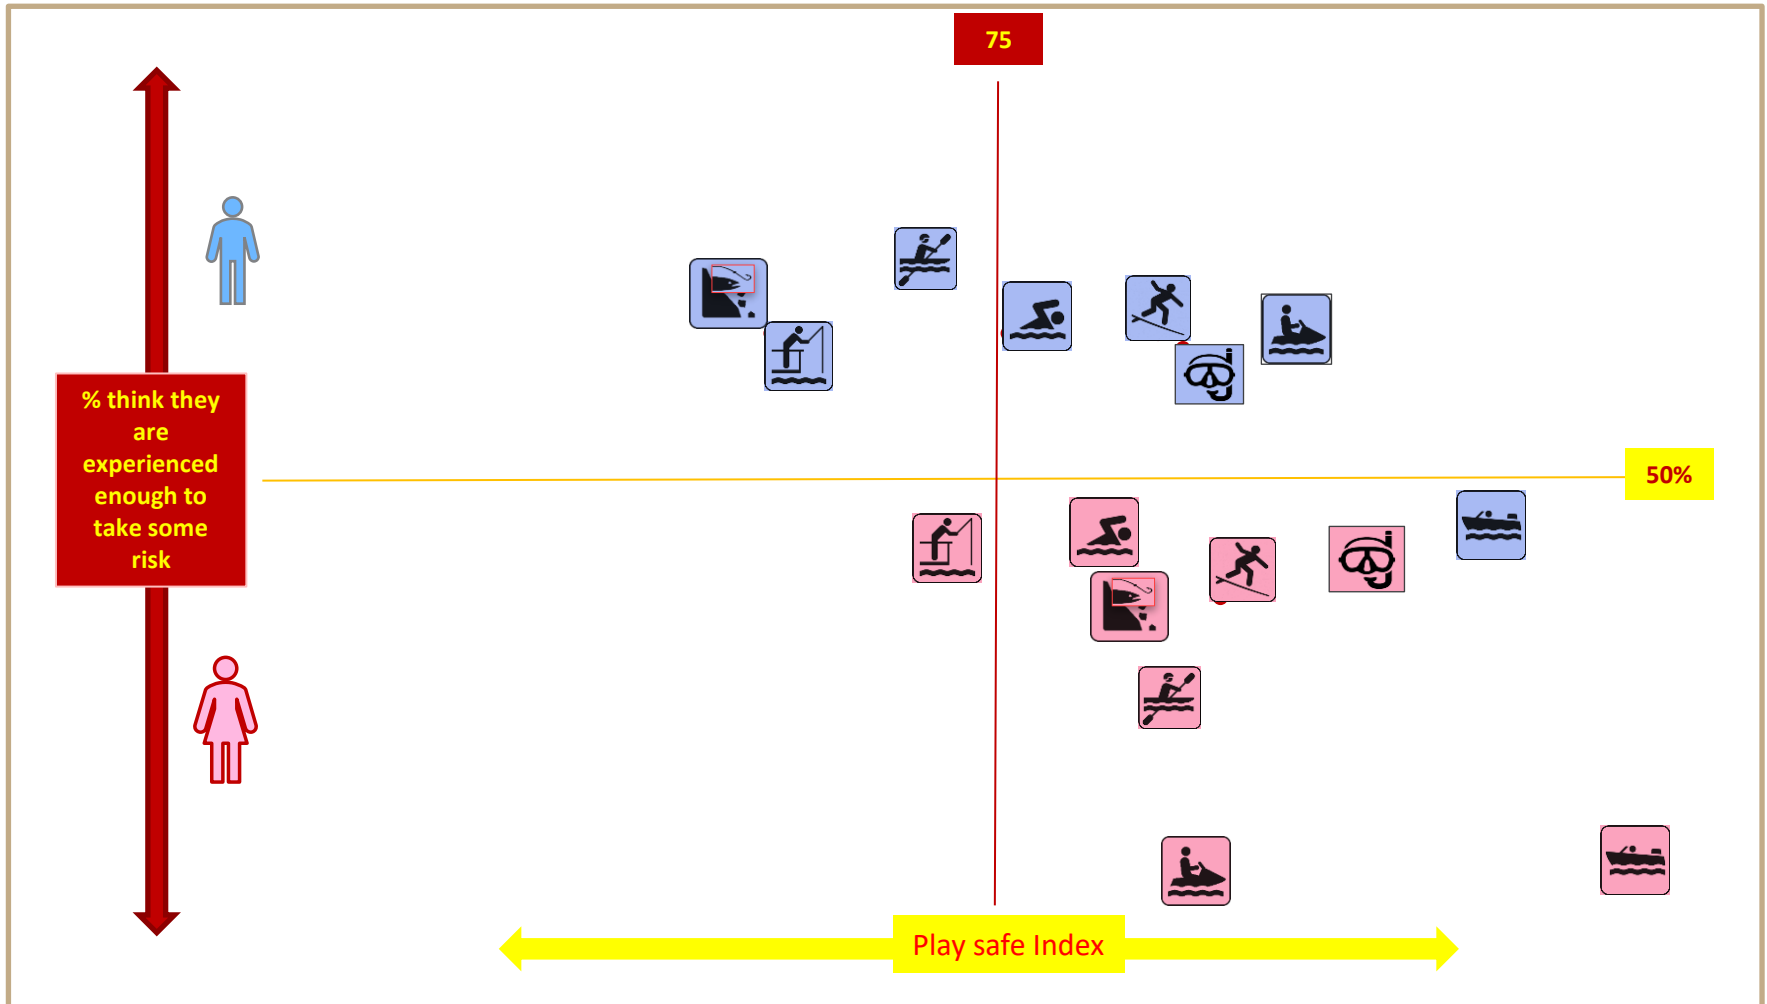 75
% think they
are
experienced
enough to
take some
risk
50%
Play safe Index